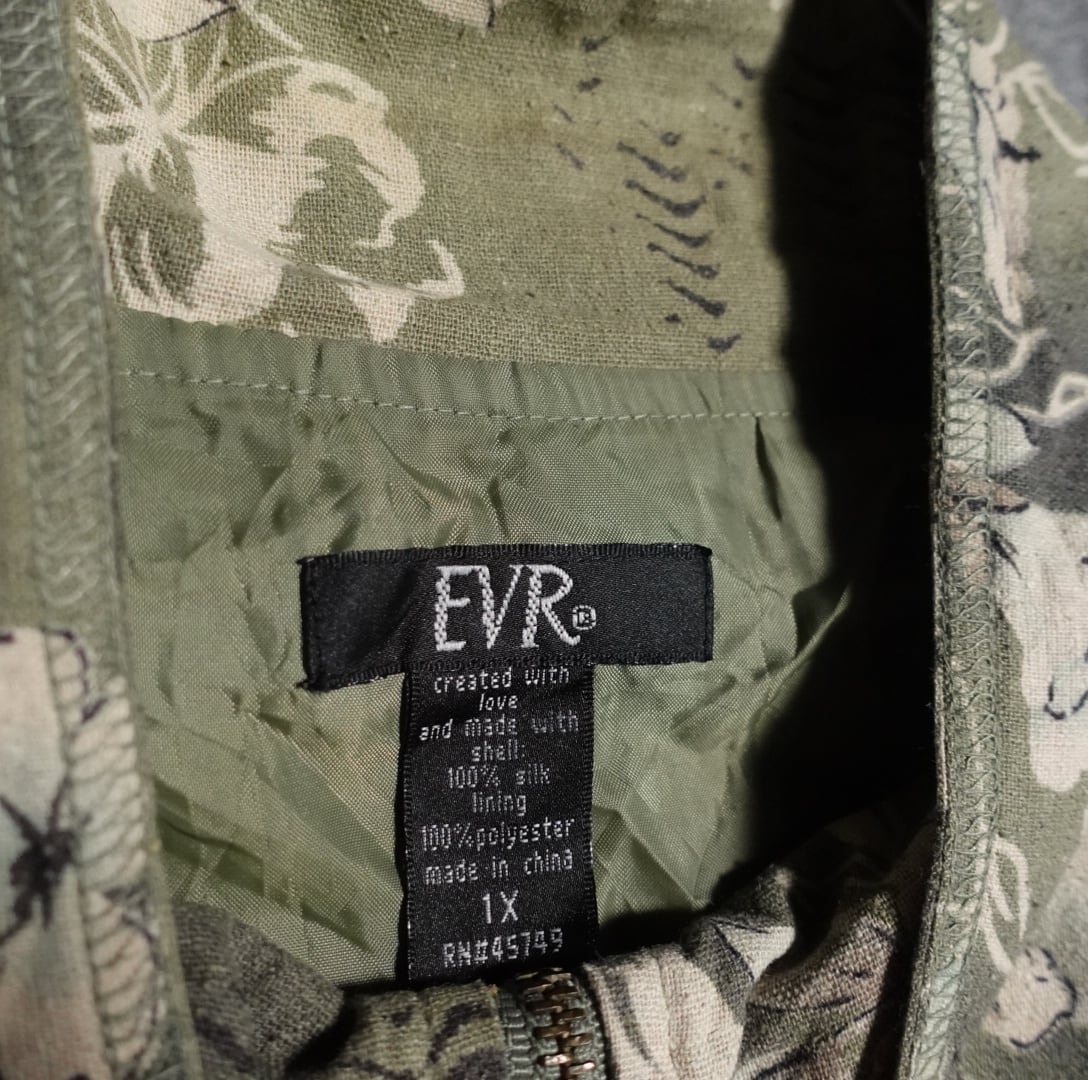 EVR®
created with
love
and made with
shell:
100% silk
lining
100%polyester
made in china
1X
RN#45749